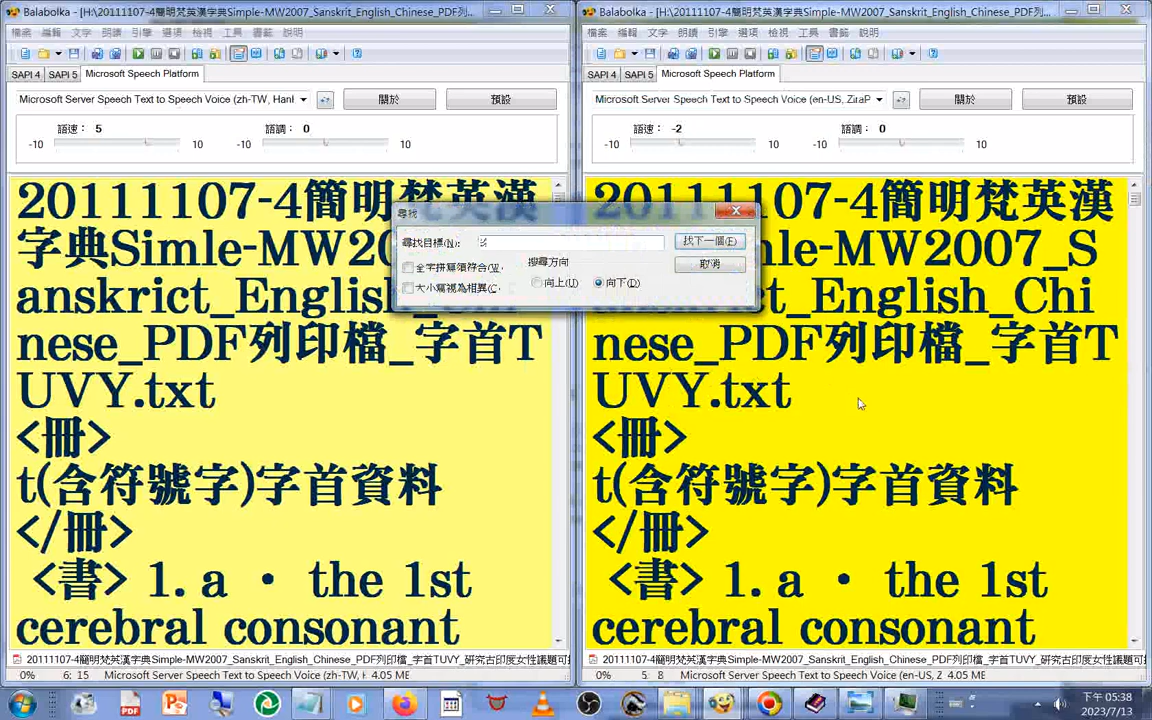 Balabolka - [H:\20111107-4簡明梵英漢字典Simple-MW2007_Sanskrit_English_Chinese_PDF列...
檔案 編輯 文字 朗讀 引擎 選項 檢視 工具 書籤 說明
SAPI 4 SAPI 5 Microsoft Speech Platform
Microsoft Server Speech Text to Speech Voice (zh-TW, Hanl
關於 預設
語速： 5 語調： 0
-10 10 -10 10
20111107-4簡明梵英漢
字典Simle-MW20
anskrict_English_
nese_PDF列印檔_字首T
UVY.txt
<冊>
t(含符號字)字首資料
</冊>
<書> 1. a • the 1st
cerebral consonant
20111107-4簡明梵英漢字典Simple-MW2007_Sanskrit_English_Chinese_PDF列印檔_字首TUVY_研究古印度女性議題可
0% 6: 15 Microsoft Speech Platform Microsoft Server Speech Text to Speech Voice (zh-TW, H 4.05 MB
尋找
尋找目標(N):
找下一個(F)
全字拼寫須符合(W)
搜尋方向
取消
大小寫視為相異(C)
向上(U) 向下(D)
Balabolka - [H:\20111107-4簡明梵英漢字典Simple-MW2007_Sanskrit_English_Chinese_PDF列...
檔案 編輯 文字 朗讀 引擎 選項 檢視 工具 書籤 說明
SAPI 4 SAPI 5 Microsoft Speech Platform
Microsoft Server Speech Text to Speech Voice (en-US, ZiraP
關於 預設
語速： -2 語調： 0
-10 10 -10 10
20111107-4簡明梵英漢
mle-MW2007_S
anskrict_English_Chi
nese_PDF列印檔_字首T
UVY.txt
<冊>
t(含符號字)字首資料
</冊>
<書> 1. a • the 1st
cerebral consonant
20111107-4簡明梵英漢字典Simple-MW2007_Sanskrit_English_Chinese_PDF列印檔_字首TUVY_研究古印度女性議題可
0% 5 8 Microsoft Server Speech Text to Speech Voice (en-US, Z 4.05 MB
下午 05:38
2023/7/13